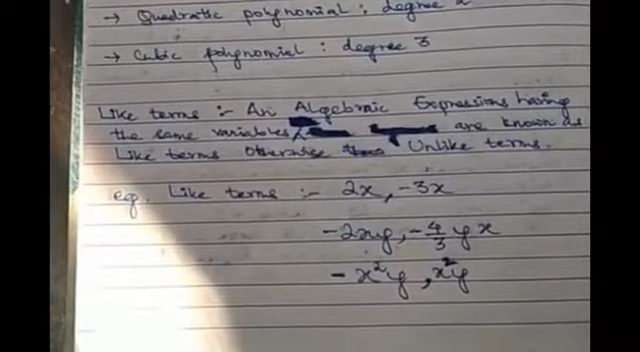 → Quadratic polynomial : degree 2
→ Cubic polynomial : degree 3
Like terms :- An Algebraic Expressions having
the same variables, are known as
Like terms Otherwise Unlike terms.
eg. Like terms :- 2x, -3x
-2xy, -4/3 yx
-x²y, x²y